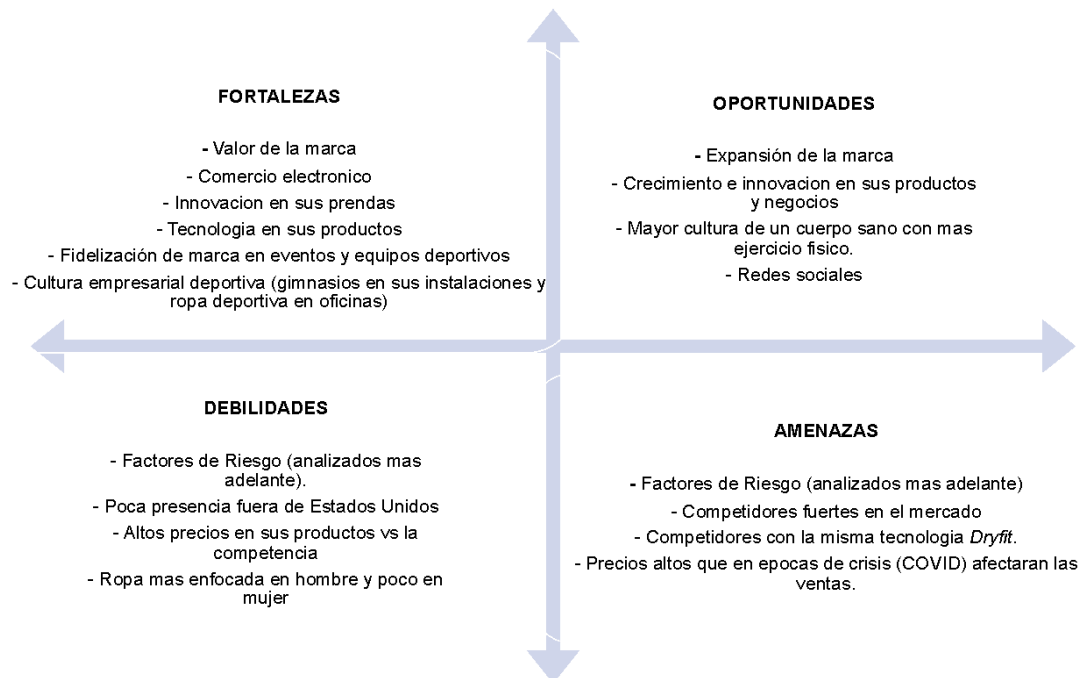 FORTALEZAS
- Valor de la marca
- Comercio electronico
- Innovacion en sus prendas
- Tecnologia en sus productos
- Fidelización de marca en eventos y equipos deportivos
- Cultura empresarial deportiva (gimnasios en sus instalaciones y
ropa deportiva en oficinas)
OPORTUNIDADES
- Expansión de la marca
- Crecimiento e innovacion en sus productos
y negocios
- Mayor cultura de un cuerpo sano con mas
ejercicio fisico.
- Redes sociales
DEBILIDADES
- Factores de Riesgo (analizados mas
adelante).
- Poca presencia fuera de Estados Unidos
- Altos precios en sus productos vs la
competencia
- Ropa mas enfocada en hombre y poco en
mujer
AMENAZAS
- Factores de Riesgo (analizados mas adelante)
- Competidores fuertes en el mercado
- Competidores con la misma tecnologia Dryfit.
- Precios altos que en epocas de crisis (COVID) afectaran las
ventas.